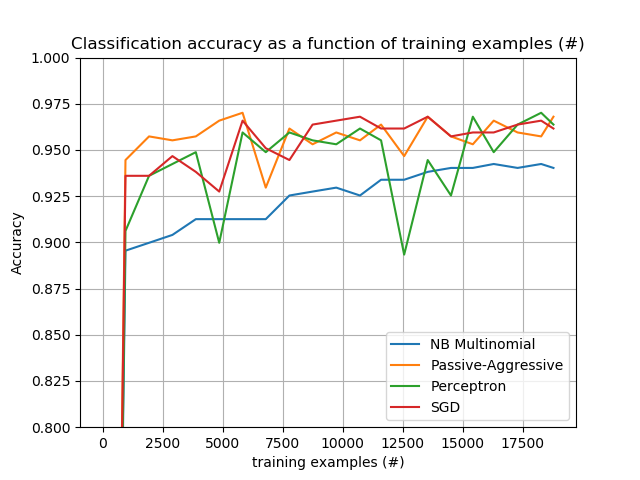 Classification accuracy as a function of training examples (#)
1.000
0.975
0.950
0.925
0.900
0.875
0.850
0.825
0.800
Accuracy
NB Multinomial
Passive-Aggressive
Perceptron
SGD
0 2500 5000 7500 10000 12500 15000 17500
training examples (#)